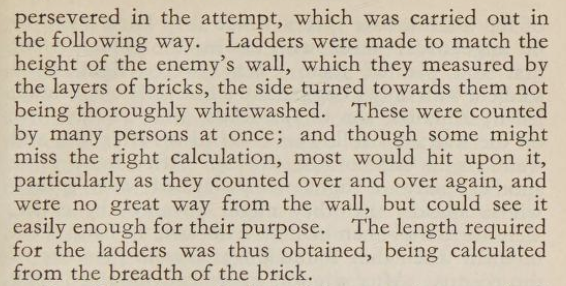 persevered in the attempt, which was carried out in
the following way. Ladders were made to match the
height of the enemy's wall, which they measured by
the layers of bricks, the side turned towards them not
being thoroughly whitewashed. These were counted
by many persons at once; and though some might
miss the right calculation, most would hit upon it,
particularly as they counted over and over again, and
were no great way from the wall, but could see it
easily enough for their purpose. The length required
for the ladders was thus obtained, being calculated
from the breadth of the brick.